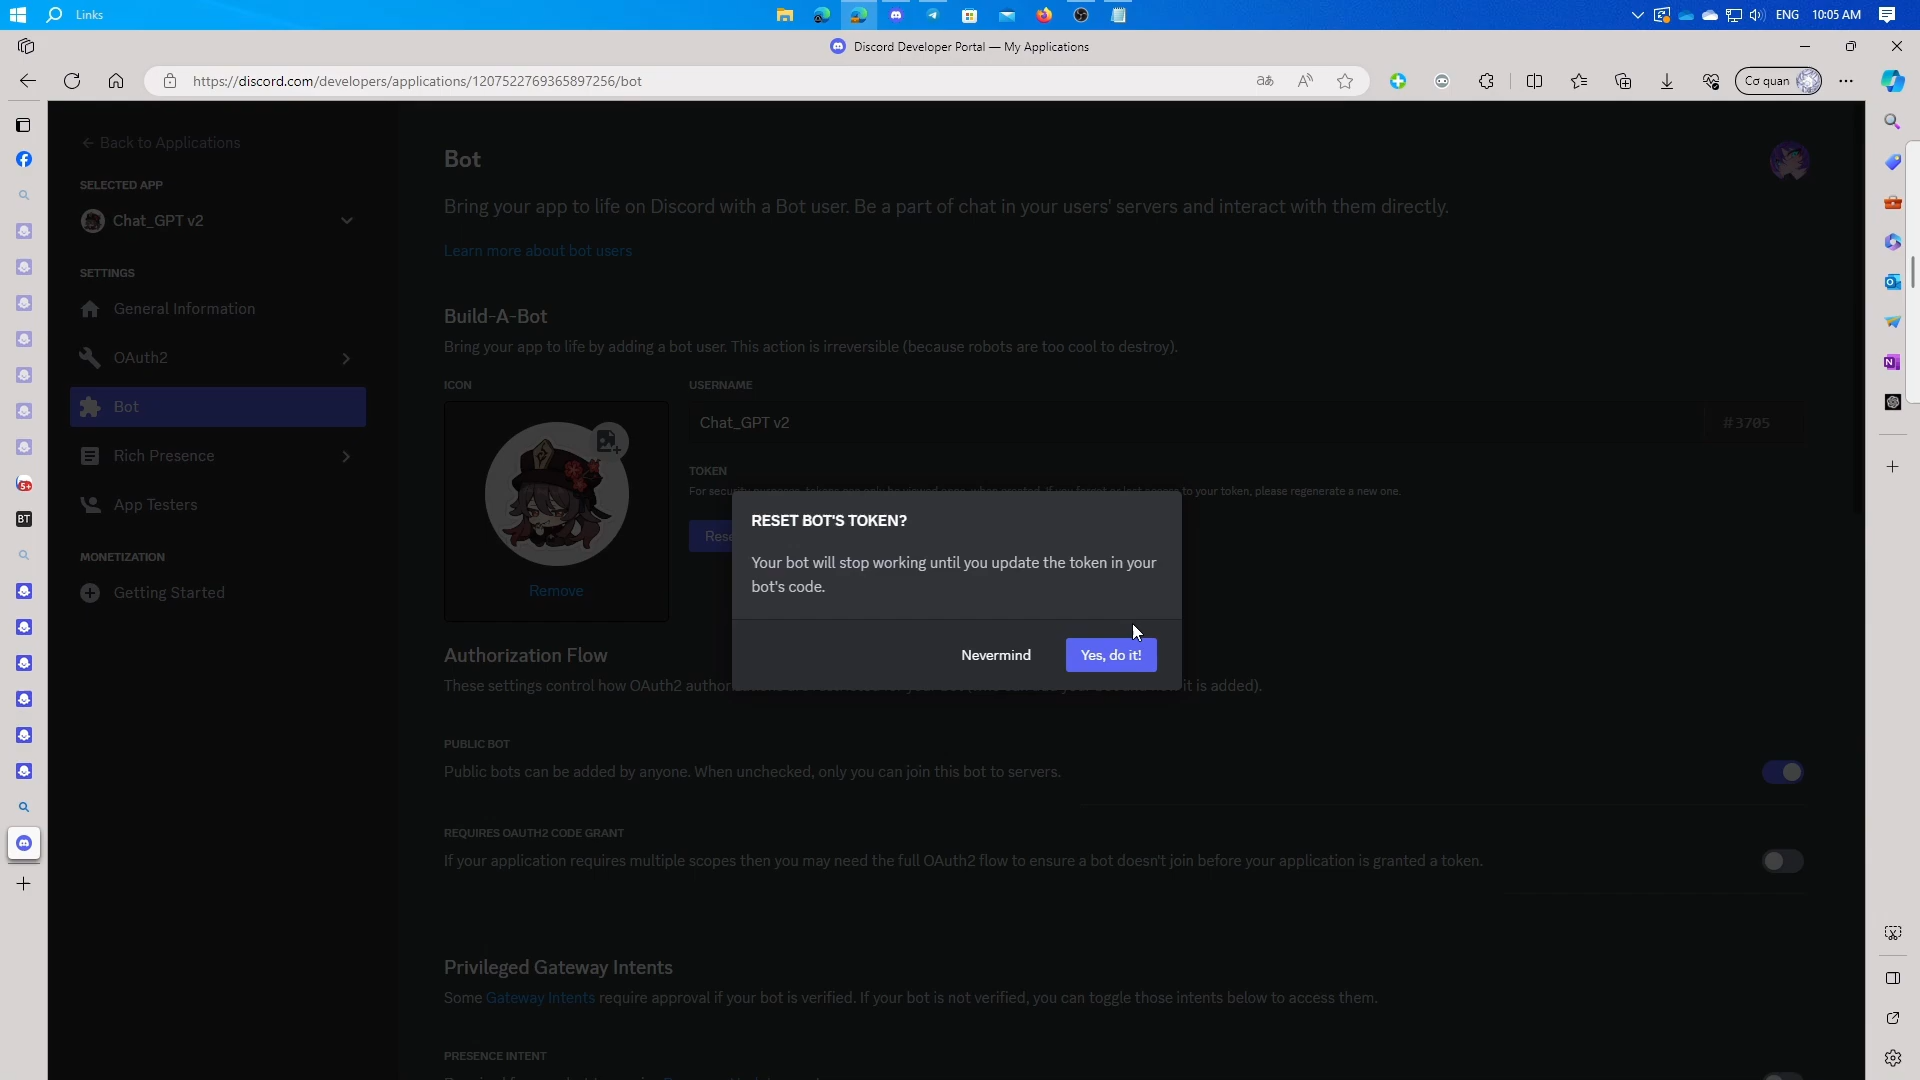 Links
ENG
10:05 AM
Discord Developer Portal — My Applications
https://discord.com/developers/applications/1207522769365897256/bot
aあ
Cơ quan
← Back to Applications
SELECTED APP
Chat_GPT v2
SETTINGS
General Information
OAuth2
Bot
Rich Presence
App Testers
MONETIZATION
Getting Started
5+
BT
Bot
Bring your app to life on Discord with a Bot user. Be a part of chat in your users' servers and interact with them directly.
Learn more about bot users
Build-A-Bot
Bring your app to life by adding a bot user. This action is irreversible (because robots are too cool to destroy).
ICON
Remove
USERNAME
Chat_GPT v2
#3705
TOKEN
to your token, please regenerate a new one.
RESET BOT'S TOKEN?
Your bot will stop working until you update the token in your
bot's code.
Nevermind
Yes, do it!
Authorization Flow
These settings control how OAuth2 it is added).
PUBLIC BOT
Public bots can be added by anyone. When unchecked, only you can join this bot to servers.
REQUIRES OAUTH2 CODE GRANT
If your application requires multiple scopes then you may need the full OAuth2 flow to ensure a bot doesn't join before your application is granted a token.
Privileged Gateway Intents
Some Gateway Intents require approval if your bot is verified. If your bot is not verified, you can toggle those intents below to access them.
PRESENCE INTENT